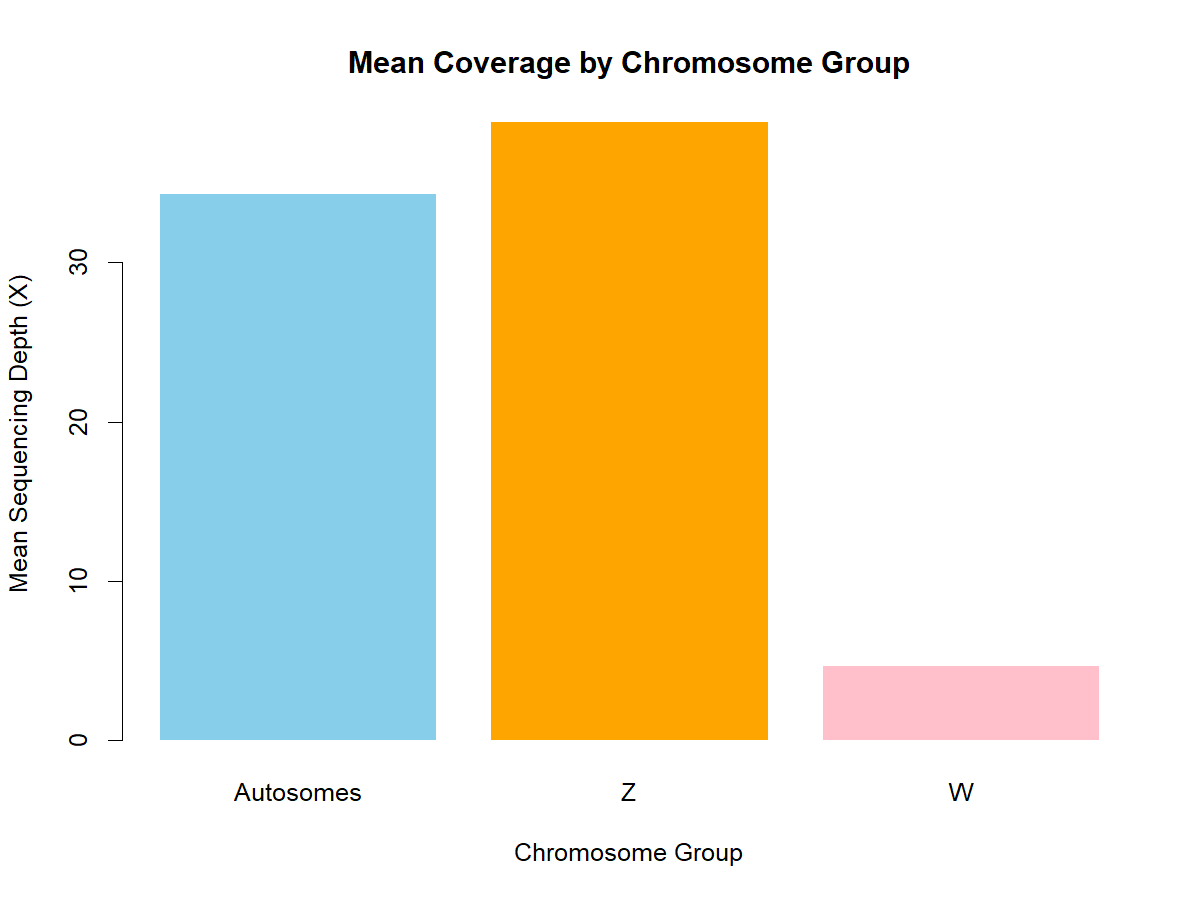 Mean Coverage by Chromosome Group
Mean Sequencing Depth (X)
30
20
10
0
Autosomes Z W
Chromosome Group